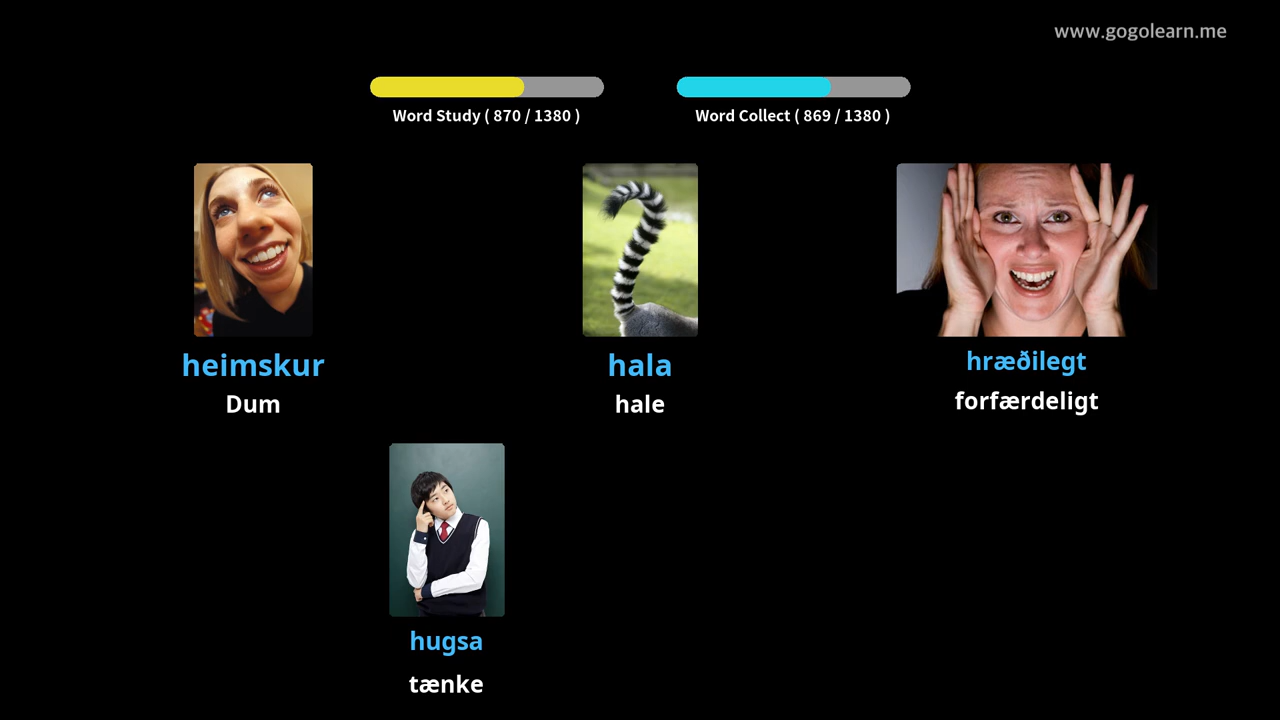 www.gogolearn.me
Word Study ( 870 / 1380 )
Word Collect ( 869 / 1380 )
heimskur
Dum
hala
hale
hræðilegt
forfærdeligt
hugsa
tænke